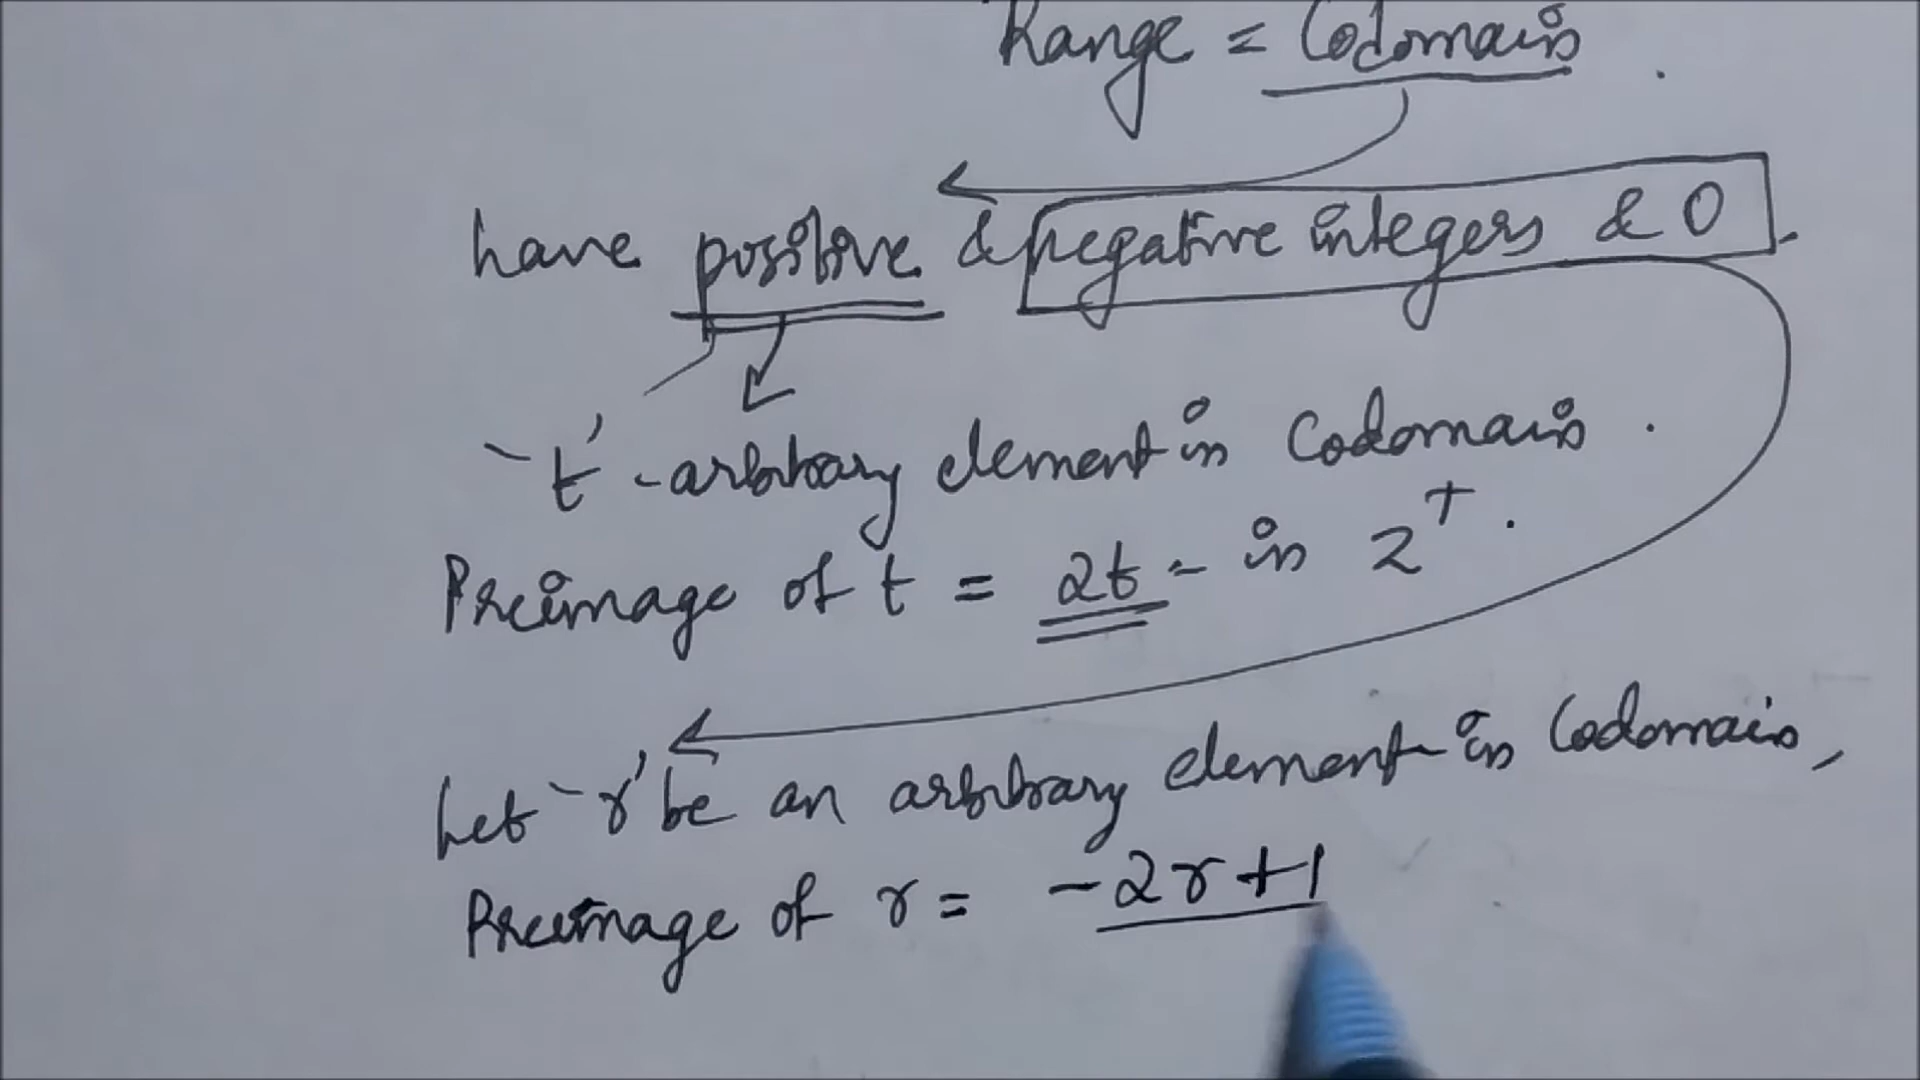 Range = Codomain.
have positive & negative integers & 0.
't' - arbitrary element in Codomain.
Preimage of t = 2t - in Z⁺.
Let 'r' be an arbitrary element in Codomain,
Preimage of r = -2r+1